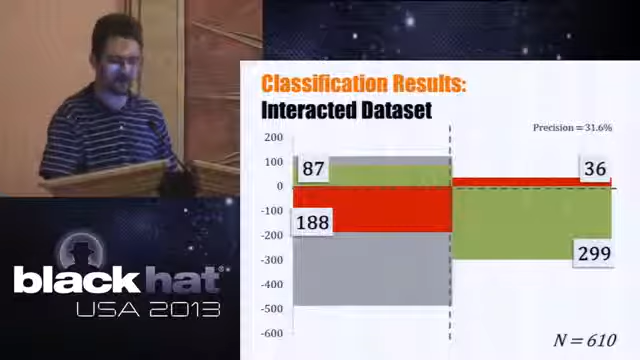 Classification Results:
Interacted Dataset
Precision = 31.6%
200
100
0
-100
-200
-300
-400
-500
-600
87
188
36
299
N = 610
black hat®
USA 2013